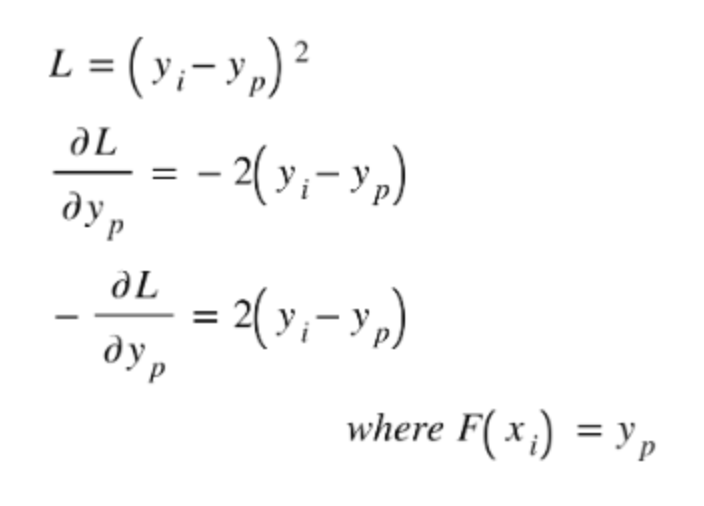 L = (y_i − y_p)²
∂L/∂y_p = − 2(y_i − y_p)
− ∂L/∂y_p = 2(y_i − y_p)
where F(x_i) = y_p